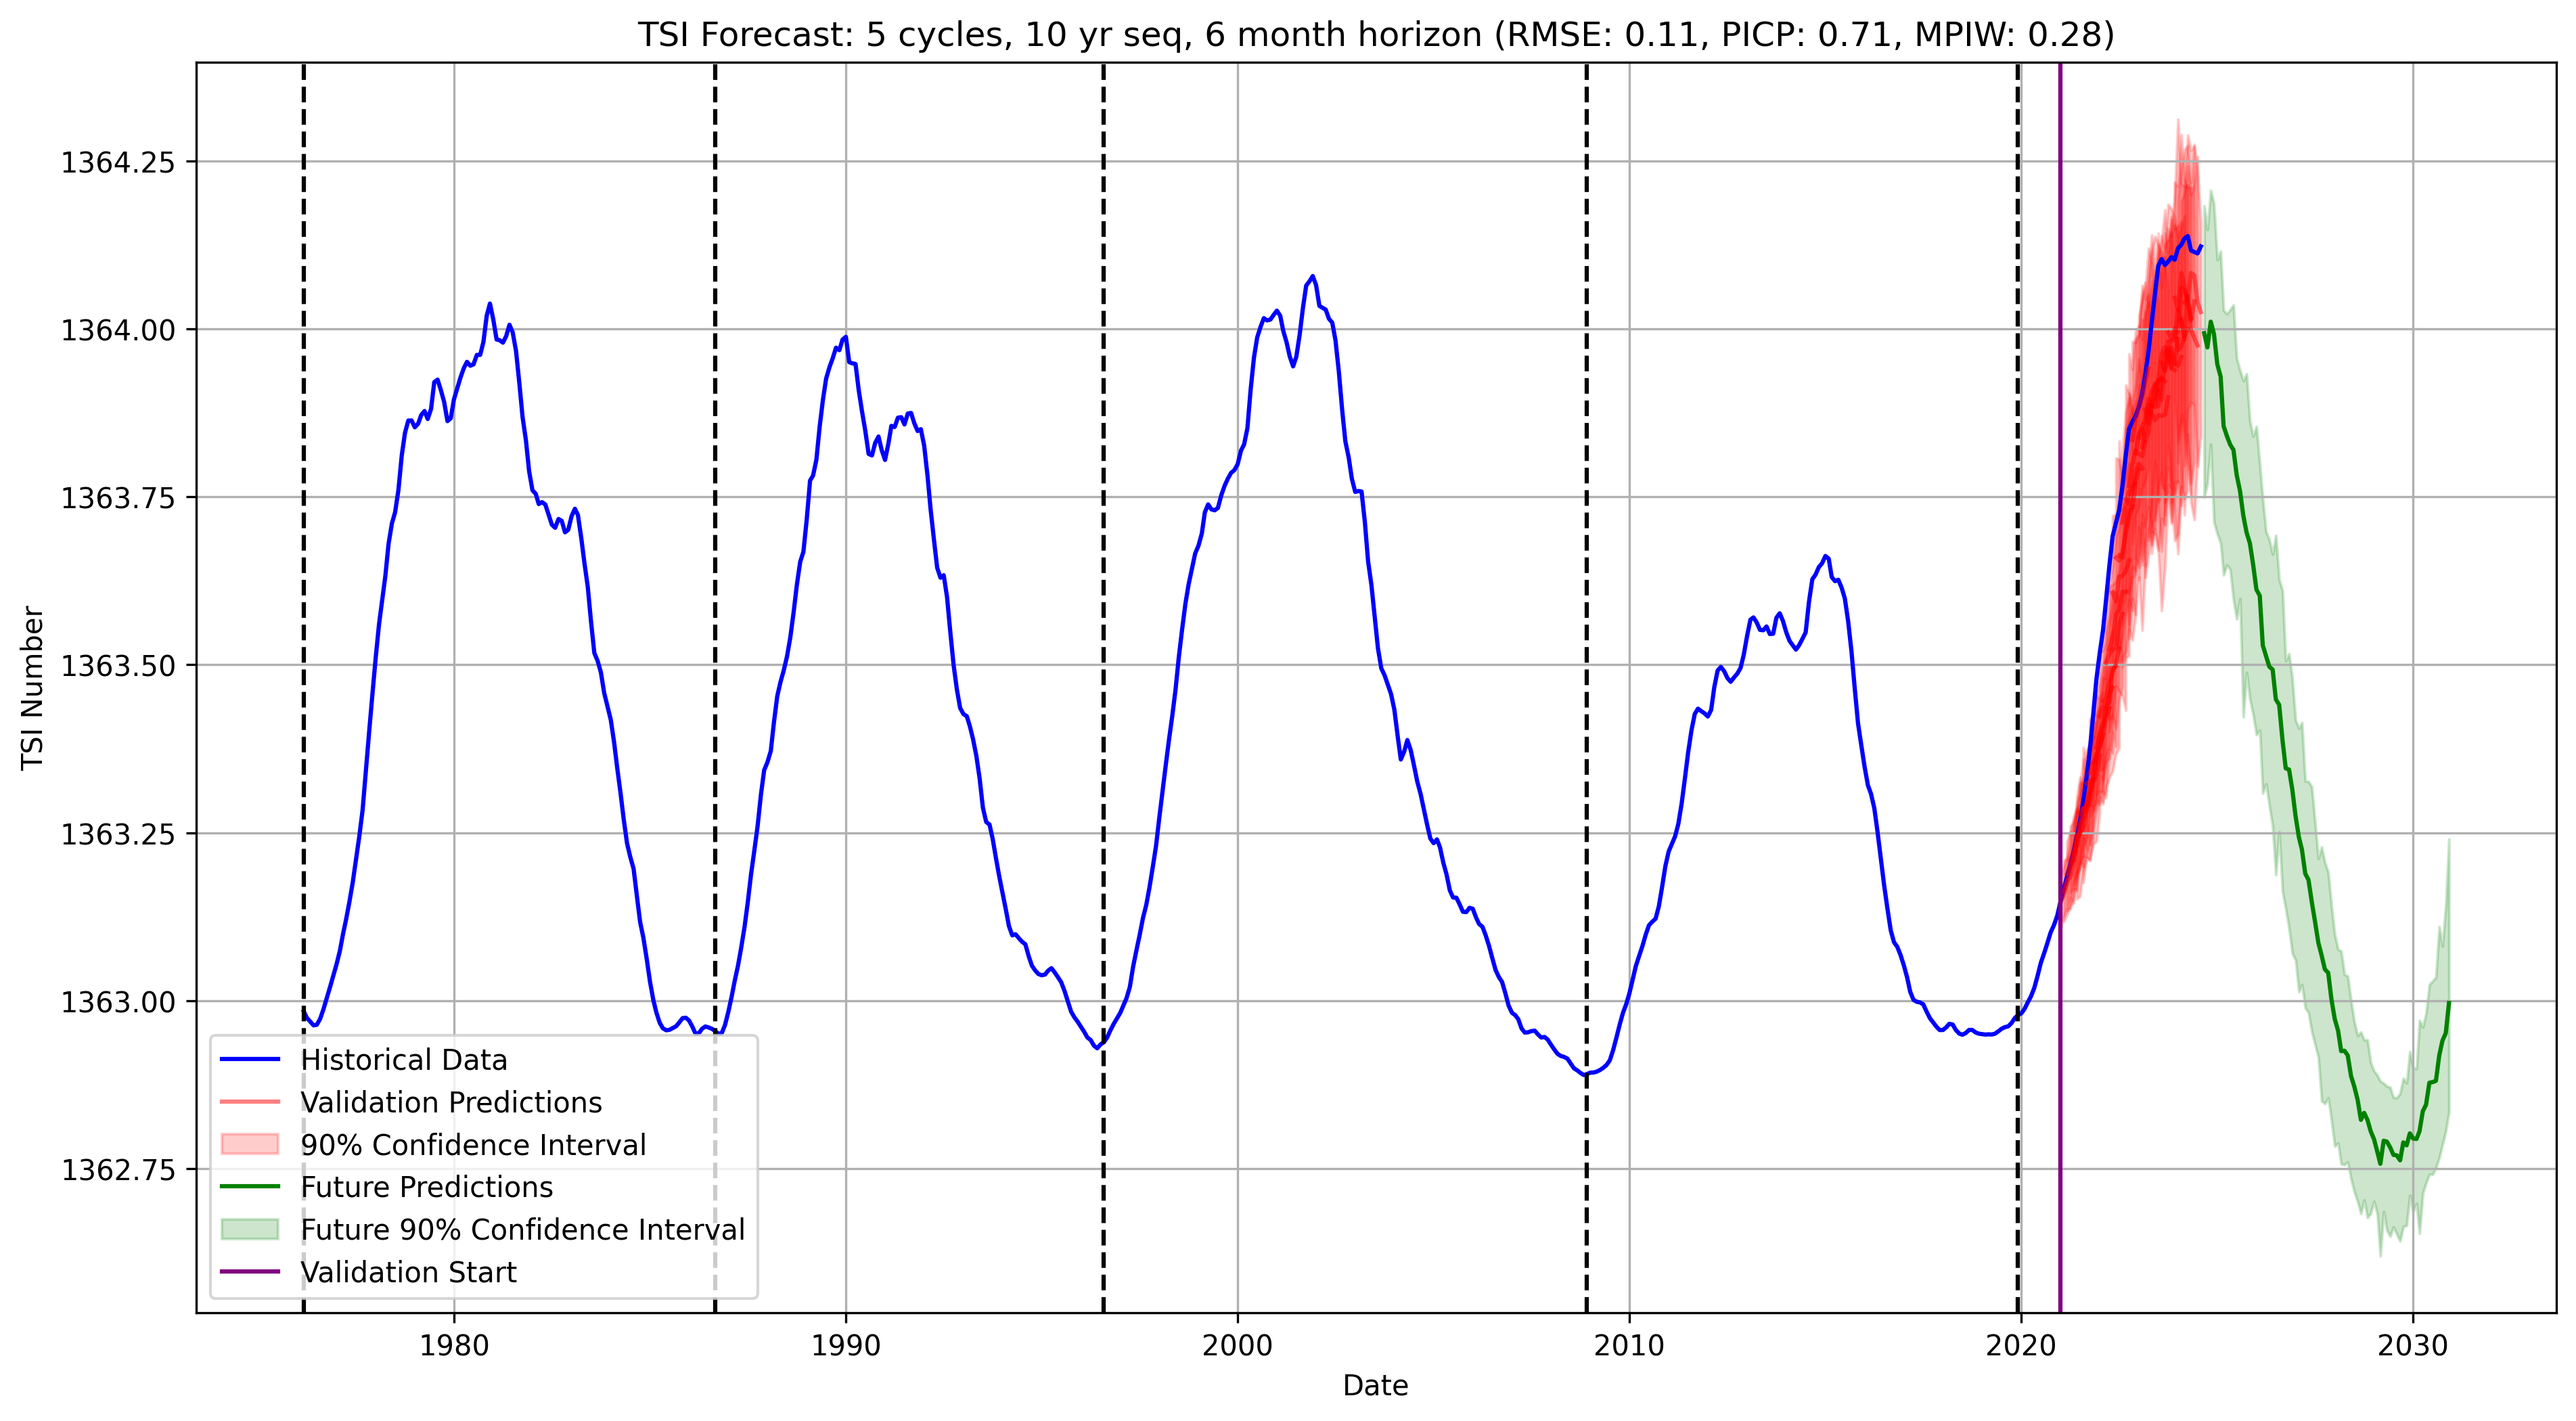 TSI Forecast: 5 cycles, 10 yr seq, 6 month horizon (RMSE: 0.11, PICP: 0.71, MPIW: 0.28)
TSI Number
1364.25
1364.00
1363.75
1363.50
1363.25
1363.00
1362.75
Historical Data
Validation Predictions
90% Confidence Interval
Future Predictions
Future 90% Confidence Interval
Validation Start
1980 1990 2000 2010 2020 2030
Date